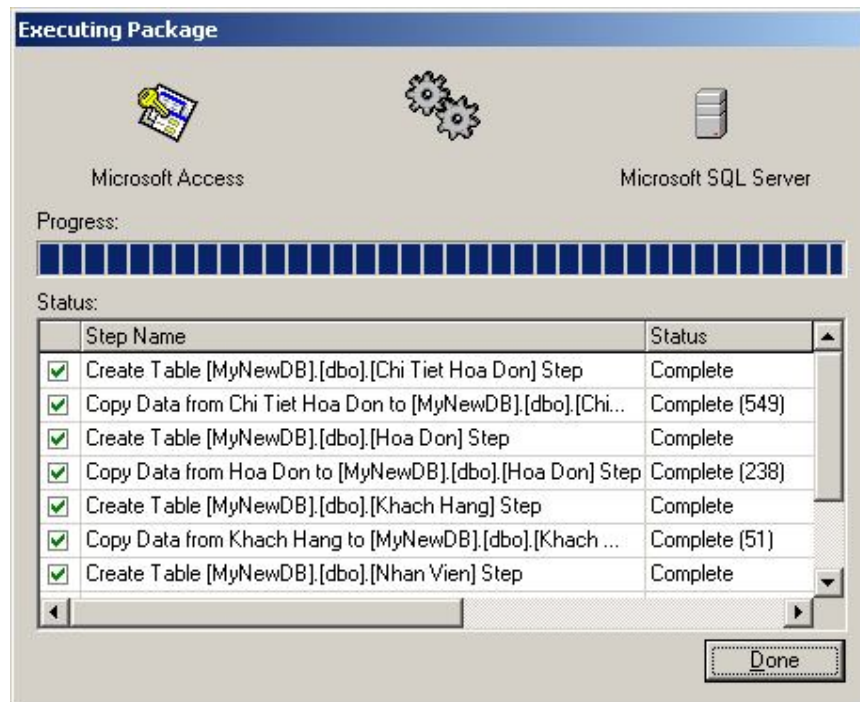 Executing Package
Microsoft Access Microsoft SQL Server
Progress:
Status:
Step Name Status
Create Table [MyNewDB].[dbo].[Chi Tiet Hoa Don] Step Complete
Copy Data from Chi Tiet Hoa Don to [MyNewDB].[dbo].[Chi... Complete (549)
Create Table [MyNewDB].[dbo].[Hoa Don] Step Complete
Copy Data from Hoa Don to [MyNewDB].[dbo].[Hoa Don] Step Complete (238)
Create Table [MyNewDB].[dbo].[Khach Hang] Step Complete
Copy Data from Khach Hang to [MyNewDB].[dbo].[Khach ... Complete (51)
Create Table [MyNewDB].[dbo].[Nhan Vien] Step Complete
Done